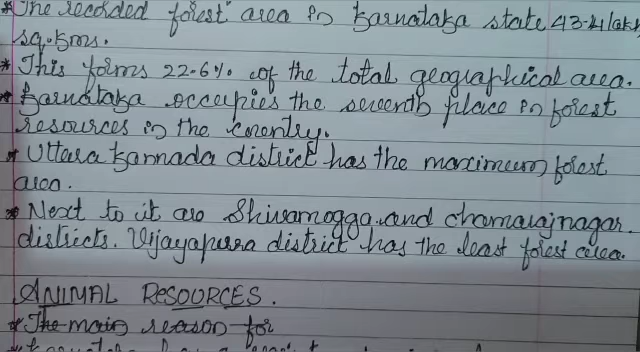 * The recorded forest area in Karnataka state 43.41 lakh
sq.kms.
* This forms 22.6% of the total geographical area.
* Karnataka occupies the seventh place in forest
resources in the country.
* Uttara Kannada district has the maximum forest
area.
* Next to it are Shivamogga and chamarajnagar
districts. Vijayapura district has the least forest area.
ANIMAL RESOURCES.
* The main reason for